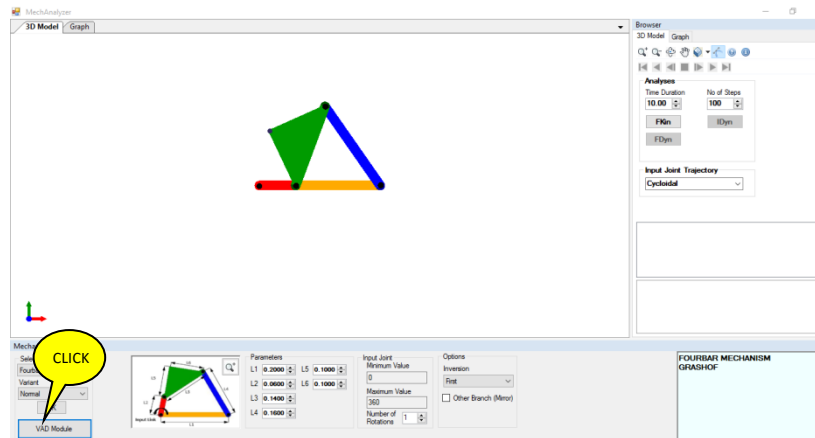 MechAnalyzer
3D Model
Graph
Browser
3D Model
Graph
Analyses
Time Duration
No of Steps
10.00
100
FKin
IDyn
FDyn
Input Joint Trajectory
Cycloidal
CLICK
Variant
Normal
VAD Module
Parameters
L1 0.2000
L5 0.1000
L2 0.0600
L6 0.1000
L3 0.1400
L4 0.1600
Input Joint
Minimum Value
0
Maximum Value
360
Number of
Rotations
1
Options
Inversion
First
Other Branch (Mirror)
FOURBAR MECHANISM
GRASHOF